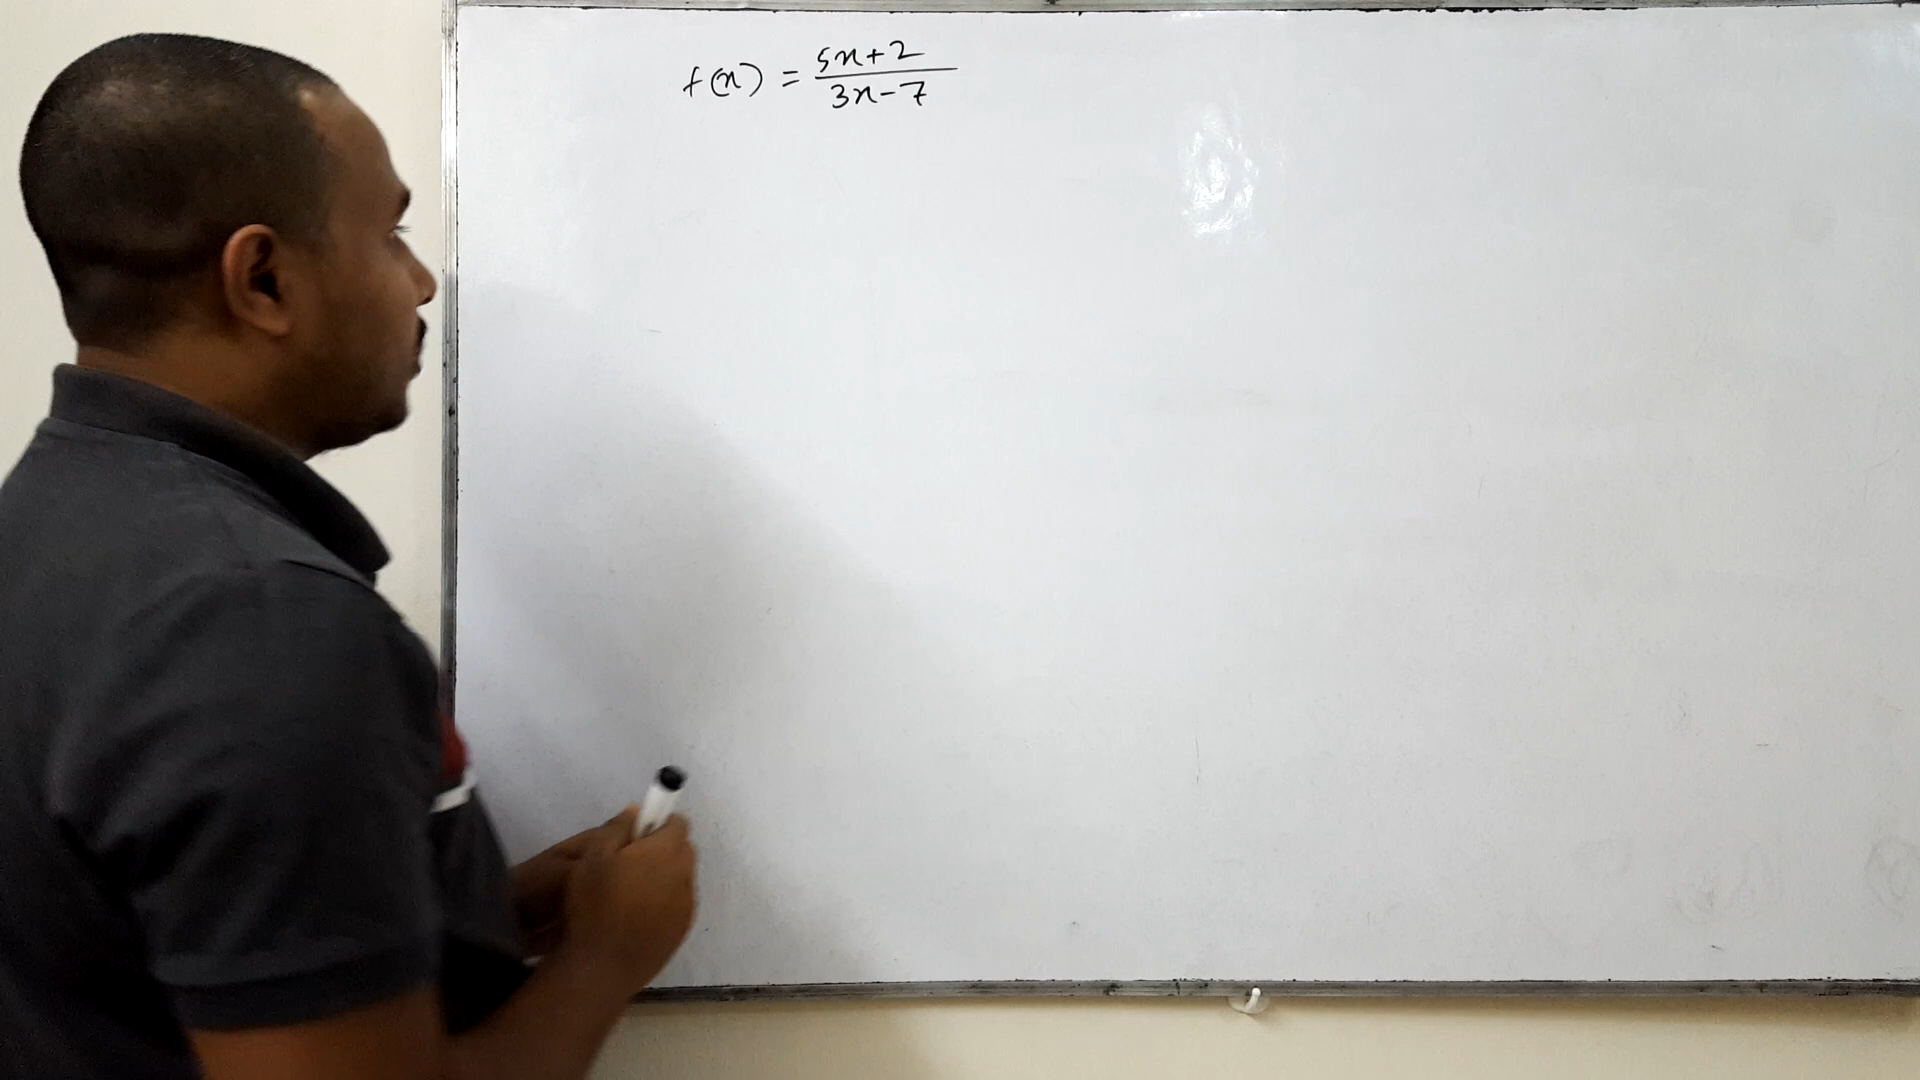 f(x) = 5x+2
3x-7